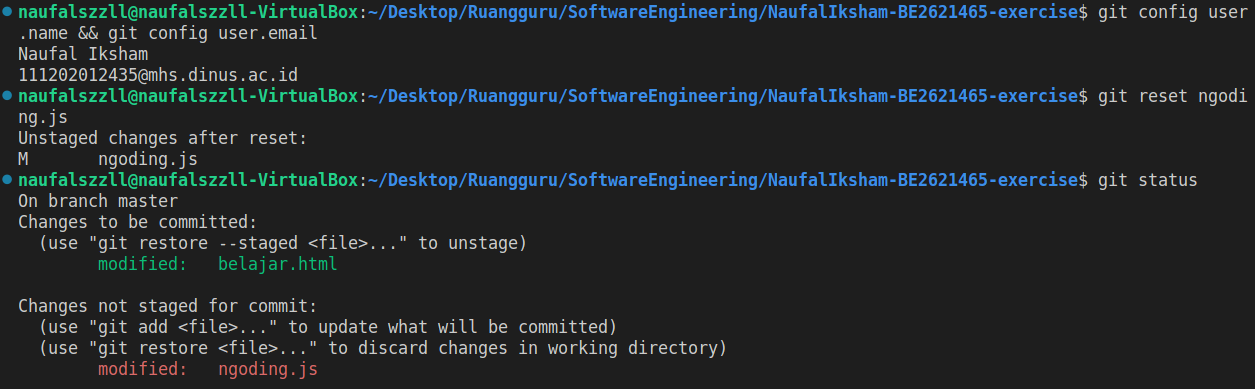 naufalszzll@naufalszzll-VirtualBox:~/Desktop/Ruangguru/SoftwareEngineering/NaufalIksham-BE2621465-exercise$ git config user
.name && git config user.email
Naufal Iksham
111202012435@mhs.dinus.ac.id
naufalszzll@naufalszzll-VirtualBox:~/Desktop/Ruangguru/SoftwareEngineering/NaufalIksham-BE2621465-exercise$ git reset ngodi
ng.js
Unstaged changes after reset:
M       ngoding.js
naufalszzll@naufalszzll-VirtualBox:~/Desktop/Ruangguru/SoftwareEngineering/NaufalIksham-BE2621465-exercise$ git status
On branch master
Changes to be committed:
  (use "git restore --staged <file>..." to unstage)
        modified:   belajar.html

Changes not staged for commit:
  (use "git add <file>..." to update what will be committed)
  (use "git restore <file>..." to discard changes in working directory)
        modified:   ngoding.js